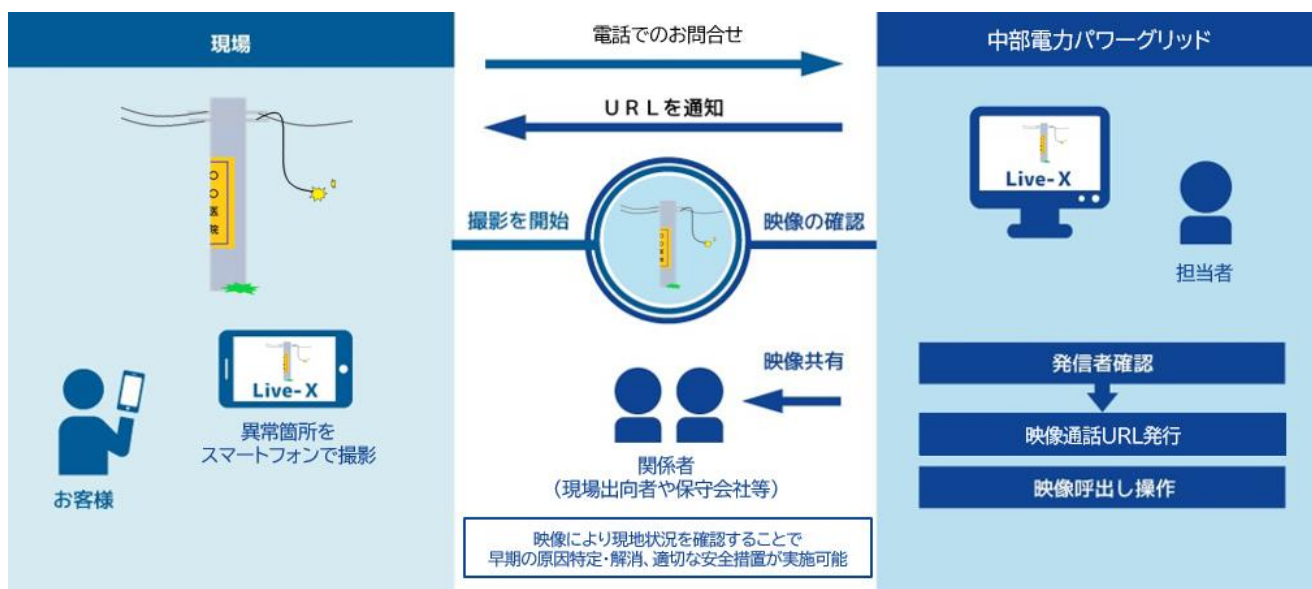 現場
○○医院
Live-X
異常箇所を
スマートフォンで撮影
お客様
電話でのお問合せ
URLを通知
撮影を開始
映像の確認
映像共有
関係者
（現場出向者や保守会社等）
映像により現地状況を確認することで
早期の原因特定・解消、適切な安全措置が実施可能
中部電力パワーグリッド
Live-X
担当者
発信者確認
映像通話URL発行
映像呼出し操作